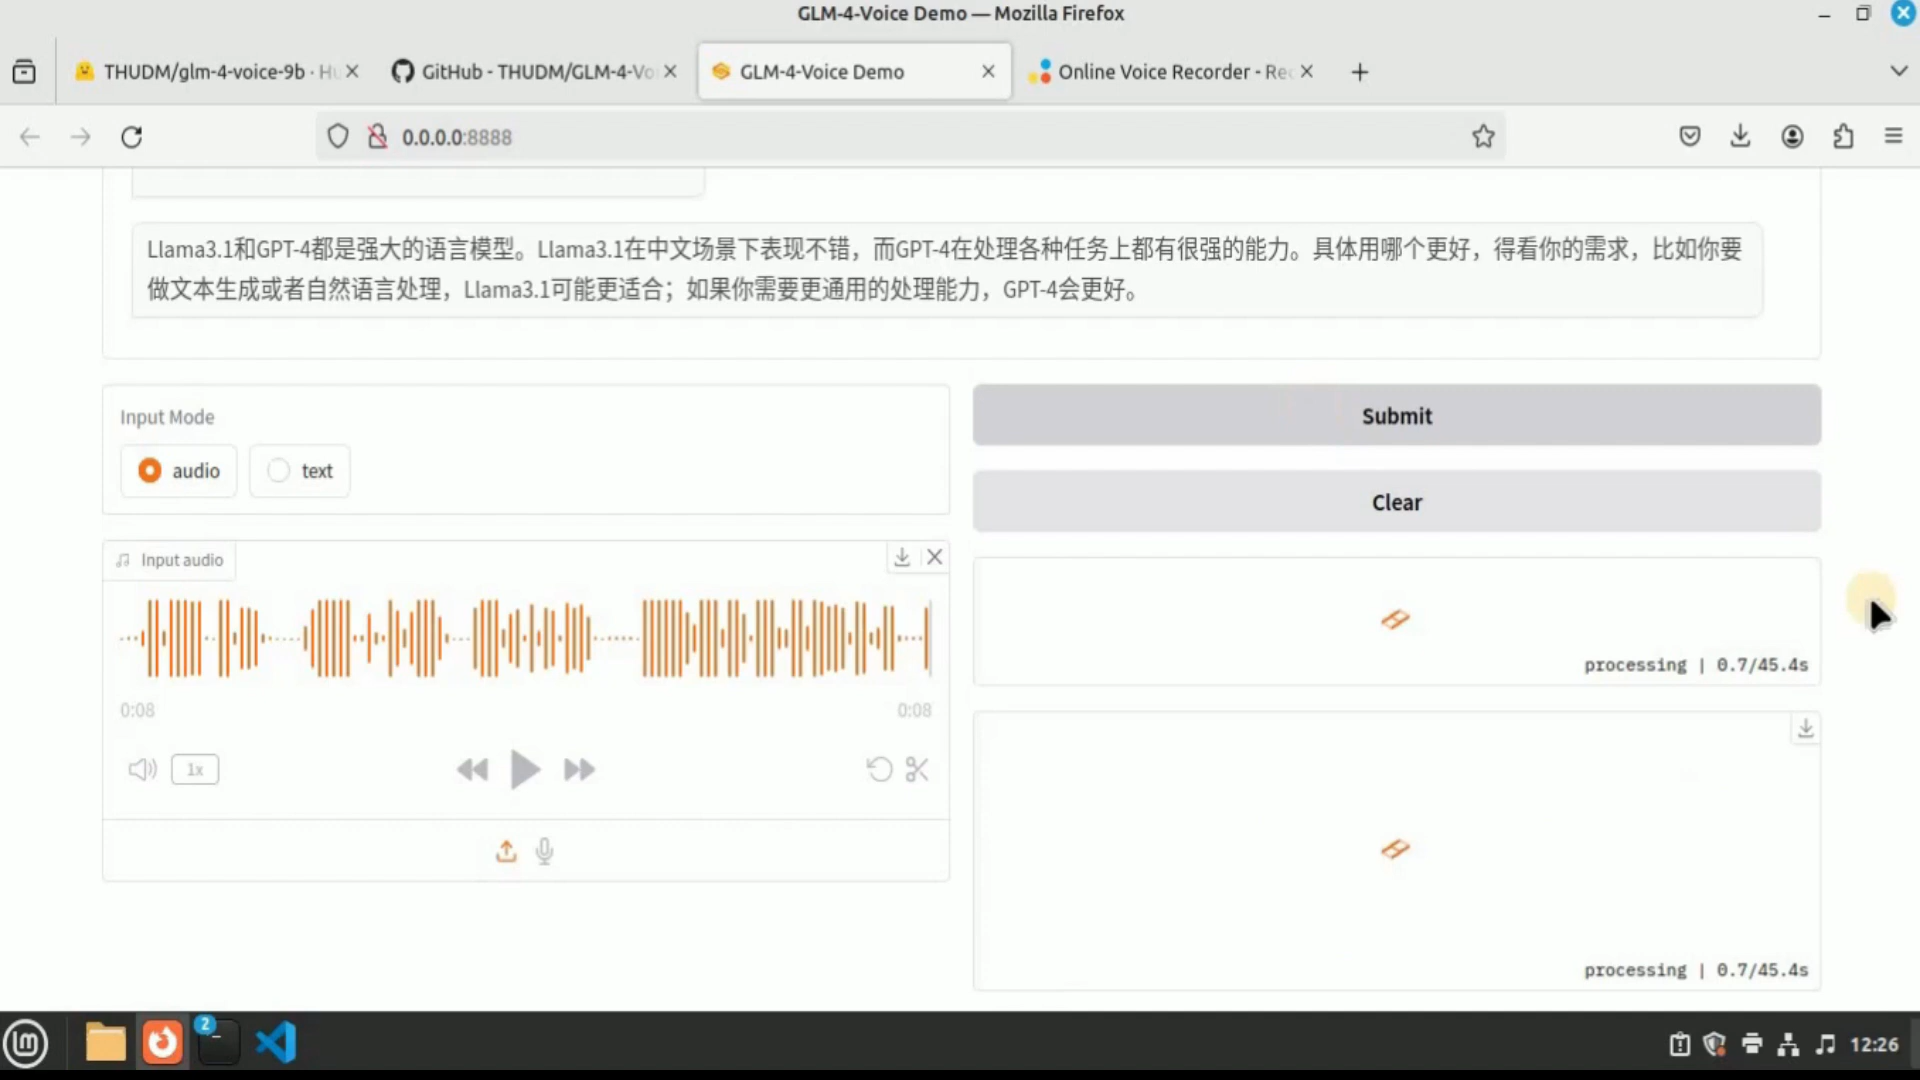 GLM-4-Voice Demo — Mozilla Firefox
THUDM/glm-4-voice-9b · Hu
GitHub - THUDM/GLM-4-Vo
GLM-4-Voice Demo
Online Voice Recorder - Rec
0.0.0.0:8888
Llama3.1和GPT-4都是强大的语言模型。Llama3.1在中文场景下表现不错，而GPT-4在处理各种任务上都有很强的能力。具体用哪个更好，得看你的需求，比如你要
做文本生成或者自然语言处理，Llama3.1可能更适合；如果你需要更通用的处理能力，GPT-4会更好。
Input Mode
audio
text
Submit
Clear
Input audio
0:08
0:08
1x
processing | 0.7/45.4s
processing | 0.7/45.4s
2
12:26